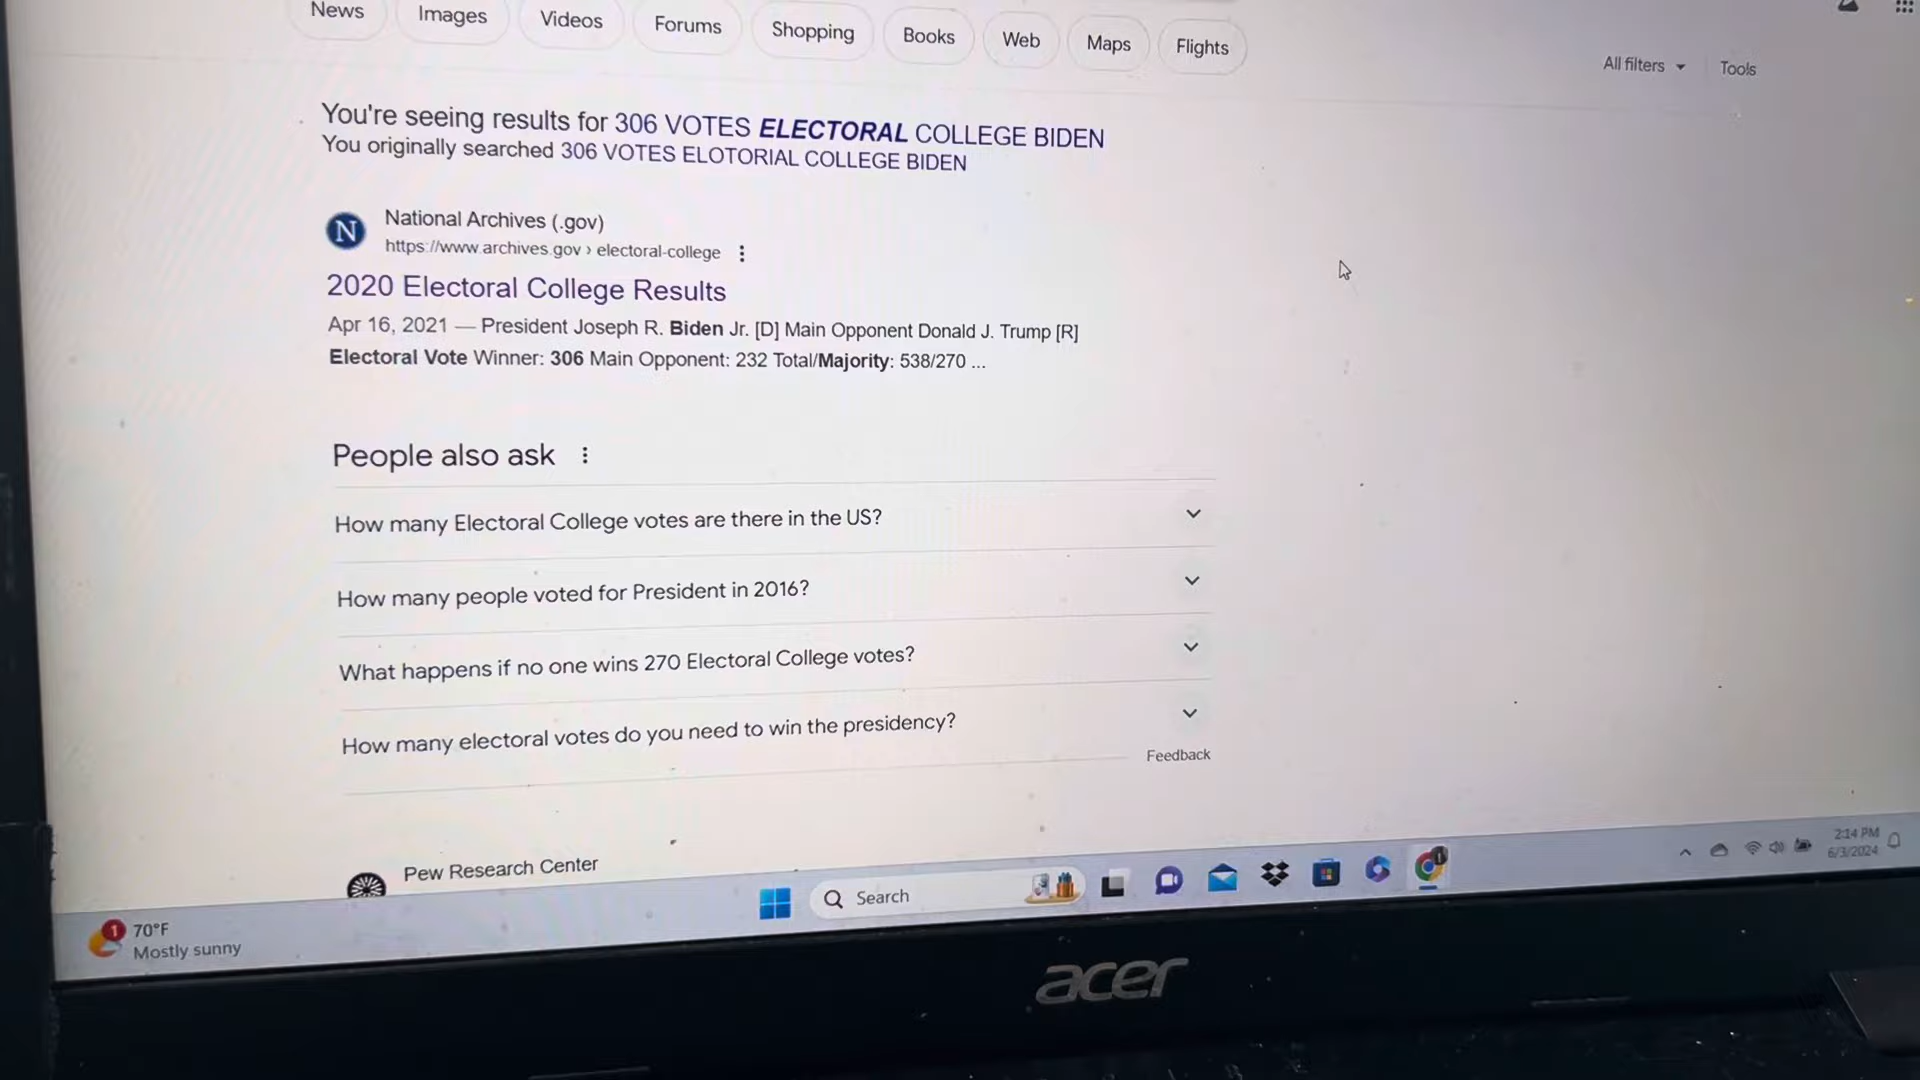 News Images Videos Forums Shopping Books Web Maps Flights
All filters Tools
You're seeing results for 306 VOTES ELECTORAL COLLEGE BIDEN
You originally searched 306 VOTES ELOTORIAL COLLEGE BIDEN
N
National Archives (.gov)
https://www.archives.gov › electoral-college
2020 Electoral College Results
Apr 16, 2021 — President Joseph R. Biden Jr. [D] Main Opponent Donald J. Trump [R]
Electoral Vote Winner: 306 Main Opponent: 232 Total/Majority: 538/270 ...
People also ask
How many Electoral College votes are there in the US?
How many people voted for President in 2016?
What happens if no one wins 270 Electoral College votes?
How many electoral votes do you need to win the presidency?
Feedback
Pew Research Center
1
70°F
Mostly sunny
Search
2:14 PM
6/3/2024
acer